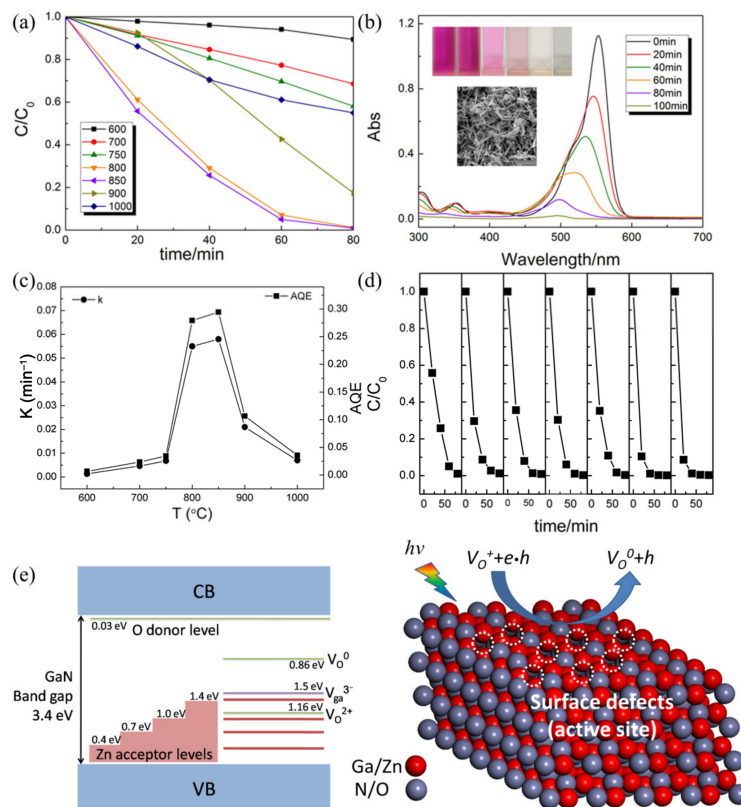 (a)
C/C₀
1.0
0.8
0.6
0.4
0.2
0.0
600
700
750
800
850
900
1000
0
20
40
60
80
time/min
(b)
Abs
1.2
0.8
0.4
0.0
0min
20min
40min
60min
80min
100min
300
400
500
600
700
Wavelength/nm
(c)
K (min⁻¹)
0.08
0.07
0.06
0.05
0.04
0.03
0.02
0.01
0.00
k
AQE
0.30
0.25
0.20
0.15
0.10
0.05
0.00
AQE
600
700
800
900
1000
T (°C)
(d)
C/C₀
1.0
0.8
0.6
0.4
0.2
0.0
0 50 0 50 0 50 0 50 0 50 0 50 0 50
time/min
(e)
CB
0.03 eV
O donor level
GaN
Band gap
3.4 eV
0.4 eV
0.7 eV
1.0 eV
1.4 eV
Zn acceptor levels
0.86 eV
V_O⁰
1.5 eV
V_ga³⁻
1.16 eV
V_O²⁺
VB
hν
V_O⁺+e•h
V_O⁰+h
Surface defects
(active site)
Ga/Zn
N/O